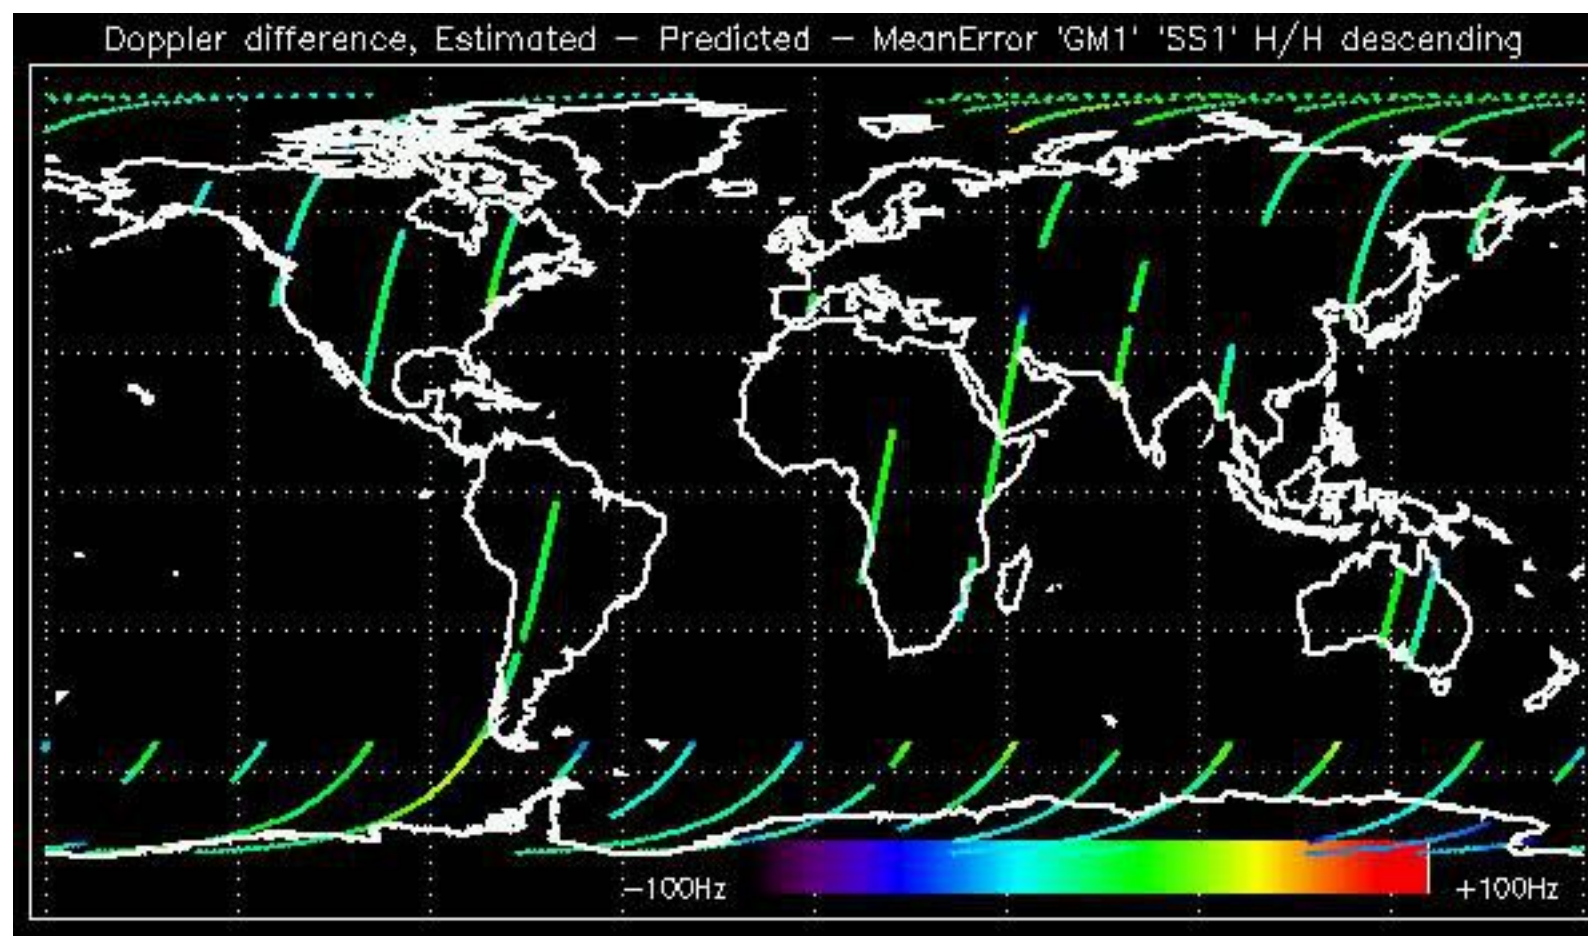 Doppler difference, Estimated – Predicted – MeanError 'GM1' 'SS1' H/H descending
–100Hz +100Hz